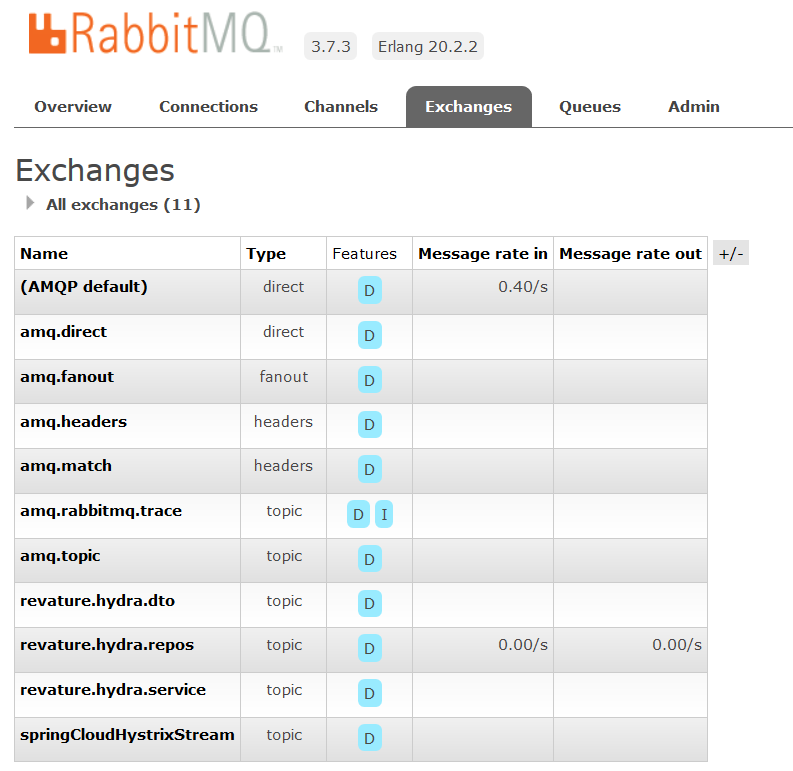 RabbitMQ TM 3.7.3 Erlang 20.2.2
Overview Connections Channels Exchanges Queues Admin
Exchanges
All exchanges (11)
Name Type Features Message rate in Message rate out +/-
(AMQP default) direct D 0.40/s
amq.direct direct D
amq.fanout fanout D
amq.headers headers D
amq.match headers D
amq.rabbitmq.trace topic D I
amq.topic topic D
revature.hydra.dto topic D
revature.hydra.repos topic D 0.00/s 0.00/s
revature.hydra.service topic D
springCloudHystrixStream topic D